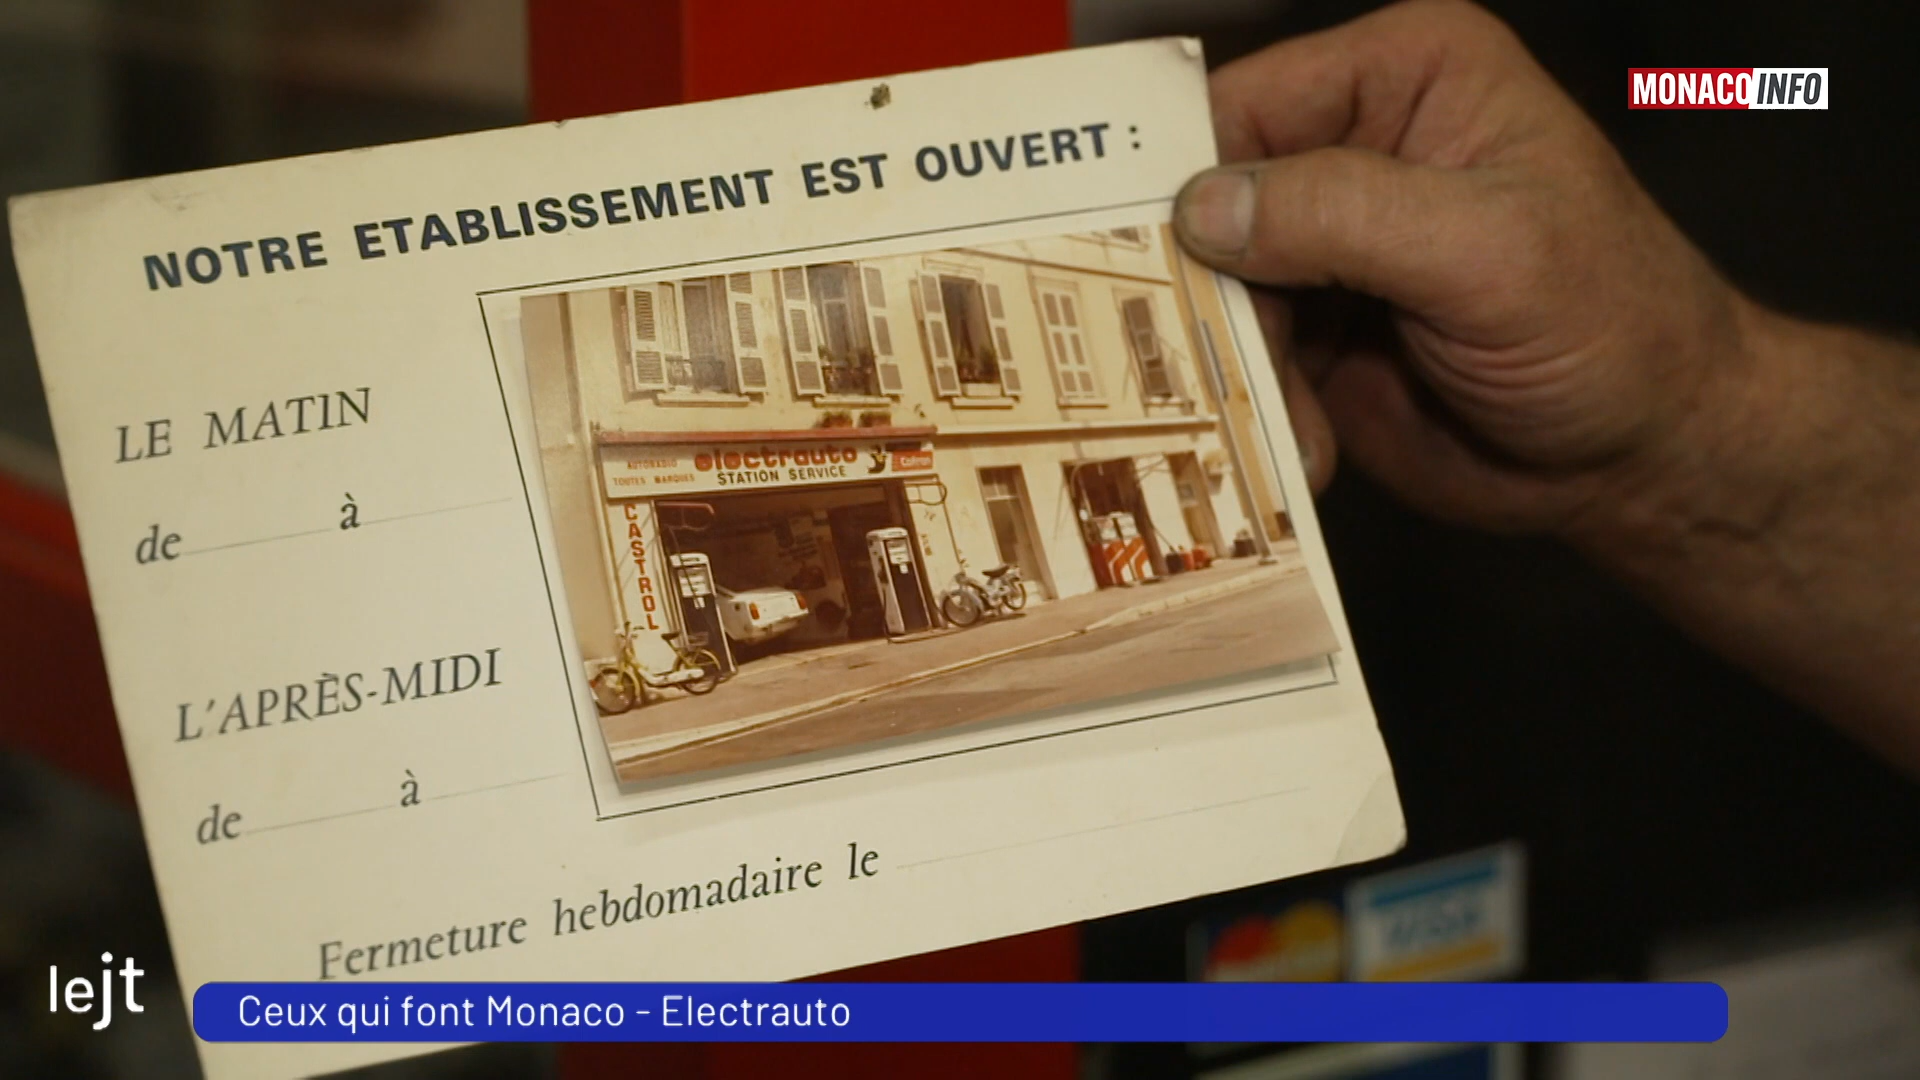 MONACO INFO
NOTRE ETABLISSEMENT EST OUVERT :
LE MATIN
de à
L'APRÈS-MIDI
de à
Fermeture hebdomadaire le
AUTORADIO
TOUTES MARQUES
electrauto
STATION SERVICE
CASTROL
VISA
lejt
Ceux qui font Monaco - Electrauto